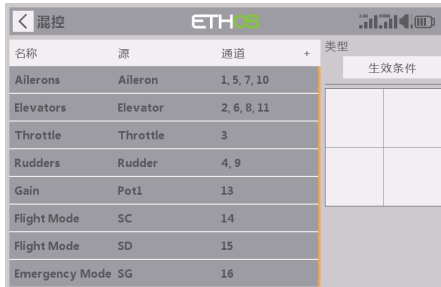 混控 ETHOS
名称 源 通道 + 类型
生效条件
Ailerons Aileron 1, 5, 7, 10
Elevators Elevator 2, 6, 8, 11
Throttle Throttle 3
Rudders Rudder 4, 9
Gain Pot1 13
Flight Mode SC 14
Flight Mode SD 15
Emergency Mode SG 16